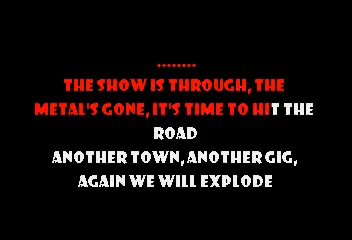 ........
THE SHOW IS THROUGH, THE
METAL'S GONE, IT'S TIME TO HIT THE
ROAD
ANOTHER TOWN, ANOTHER GIG,
AGAIN WE WILL EXPLODE